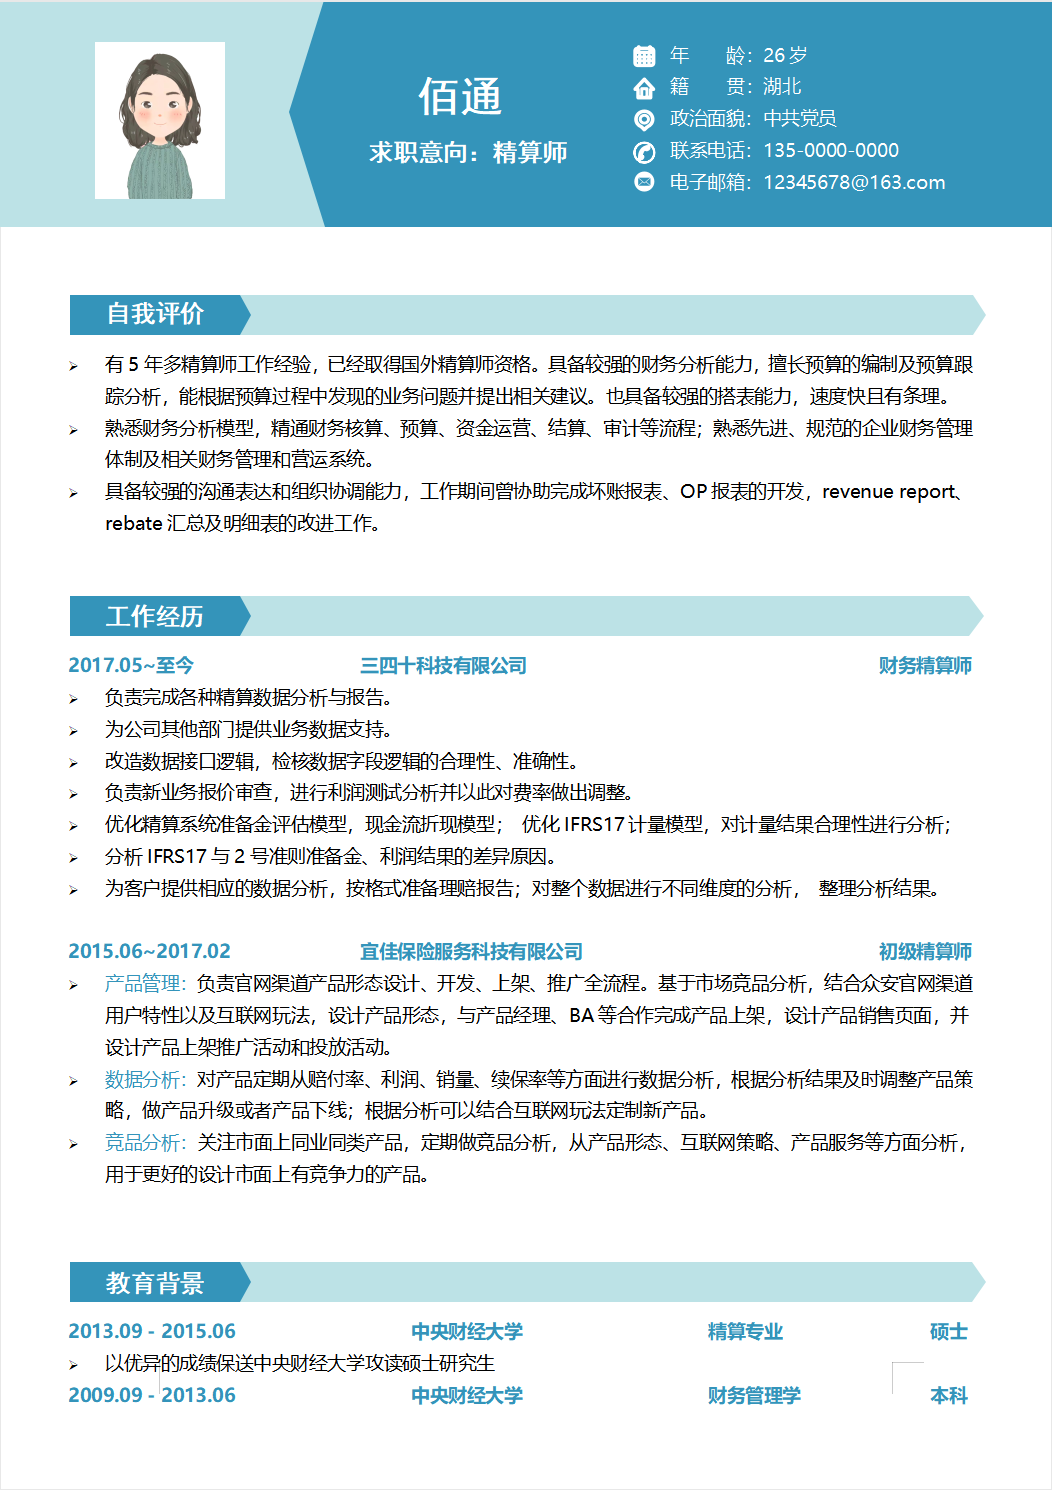 佰通
求职意向：精算师
年　　龄：26岁
籍　　贯：湖北
政治面貌：中共党员
联系电话：135-0000-0000
电子邮箱：12345678@163.com
自我评价
有 5 年多精算师工作经验，已经取得国外精算师资格。具备较强的财务分析能力，擅长预算的编制及预算跟
踪分析，能根据预算过程中发现的业务问题并提出相关建议。也具备较强的搭表能力，速度快且有条理。
熟悉财务分析模型，精通财务核算、预算、资金运营、结算、审计等流程；熟悉先进、规范的企业财务管理
体制及相关财务管理和营运系统。
具备较强的沟通表达和组织协调能力，工作期间曾协助完成坏账报表、OP 报表的开发，revenue report、
rebate 汇总及明细表的改进工作。
工作经历
2017.05~至今 三四十科技有限公司 财务精算师
负责完成各种精算数据分析与报告。
为公司其他部门提供业务数据支持。
改造数据接口逻辑，检核数据字段逻辑的合理性、准确性。
负责新业务报价审查，进行利润测试分析并以此对费率做出调整。
优化精算系统准备金评估模型，现金流折现模型； 优化 IFRS17 计量模型，对计量结果合理性进行分析；
分析 IFRS17 与 2 号准则准备金、利润结果的差异原因。
为客户提供相应的数据分析，按格式准备理赔报告；对整个数据进行不同维度的分析， 整理分析结果。
2015.06~2017.02 宜佳保险服务科技有限公司 初级精算师
产品管理：负责官网渠道产品形态设计、开发、上架、推广全流程。基于市场竞品分析，结合众安官网渠道
用户特性以及互联网玩法，设计产品形态，与产品经理、BA 等合作完成产品上架，设计产品销售页面，并
设计产品上架推广活动和投放活动。
数据分析：对产品定期从赔付率、利润、销量、续保率等方面进行数据分析，根据分析结果及时调整产品策
略，做产品升级或者产品下线；根据分析可以结合互联网玩法定制新产品。
竞品分析：关注市面上同业同类产品，定期做竞品分析，从产品形态、互联网策略、产品服务等方面分析，
用于更好的设计市面上有竞争力的产品。
教育背景
2013.09 - 2015.06 中央财经大学 精算专业 硕士
以优异的成绩保送中央财经大学攻读硕士研究生
2009.09 - 2013.06 中央财经大学 财务管理学 本科